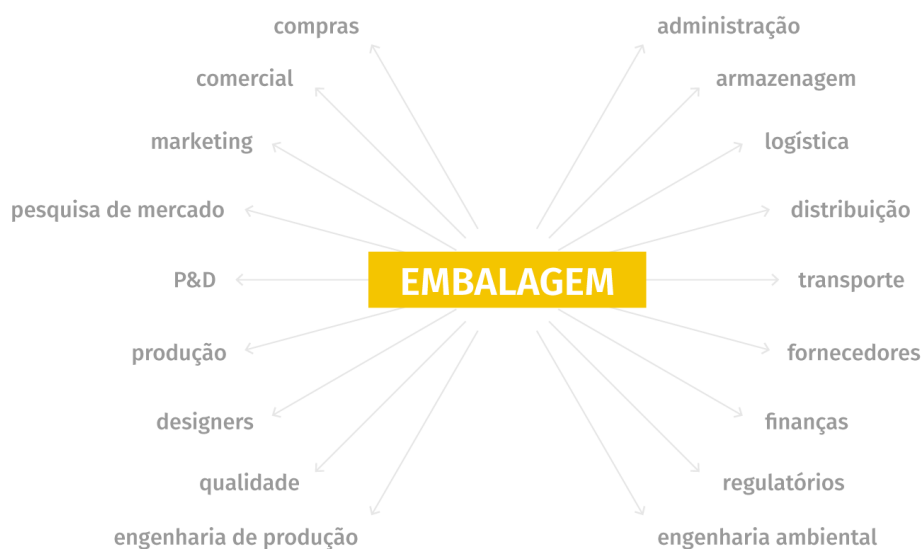 compras
administração
comercial
armazenagem
marketing
logística
pesquisa de mercado
distribuição
P&D
EMBALAGEM
transporte
produção
fornecedores
designers
finanças
qualidade
regulatórios
engenharia de produção
engenharia ambiental